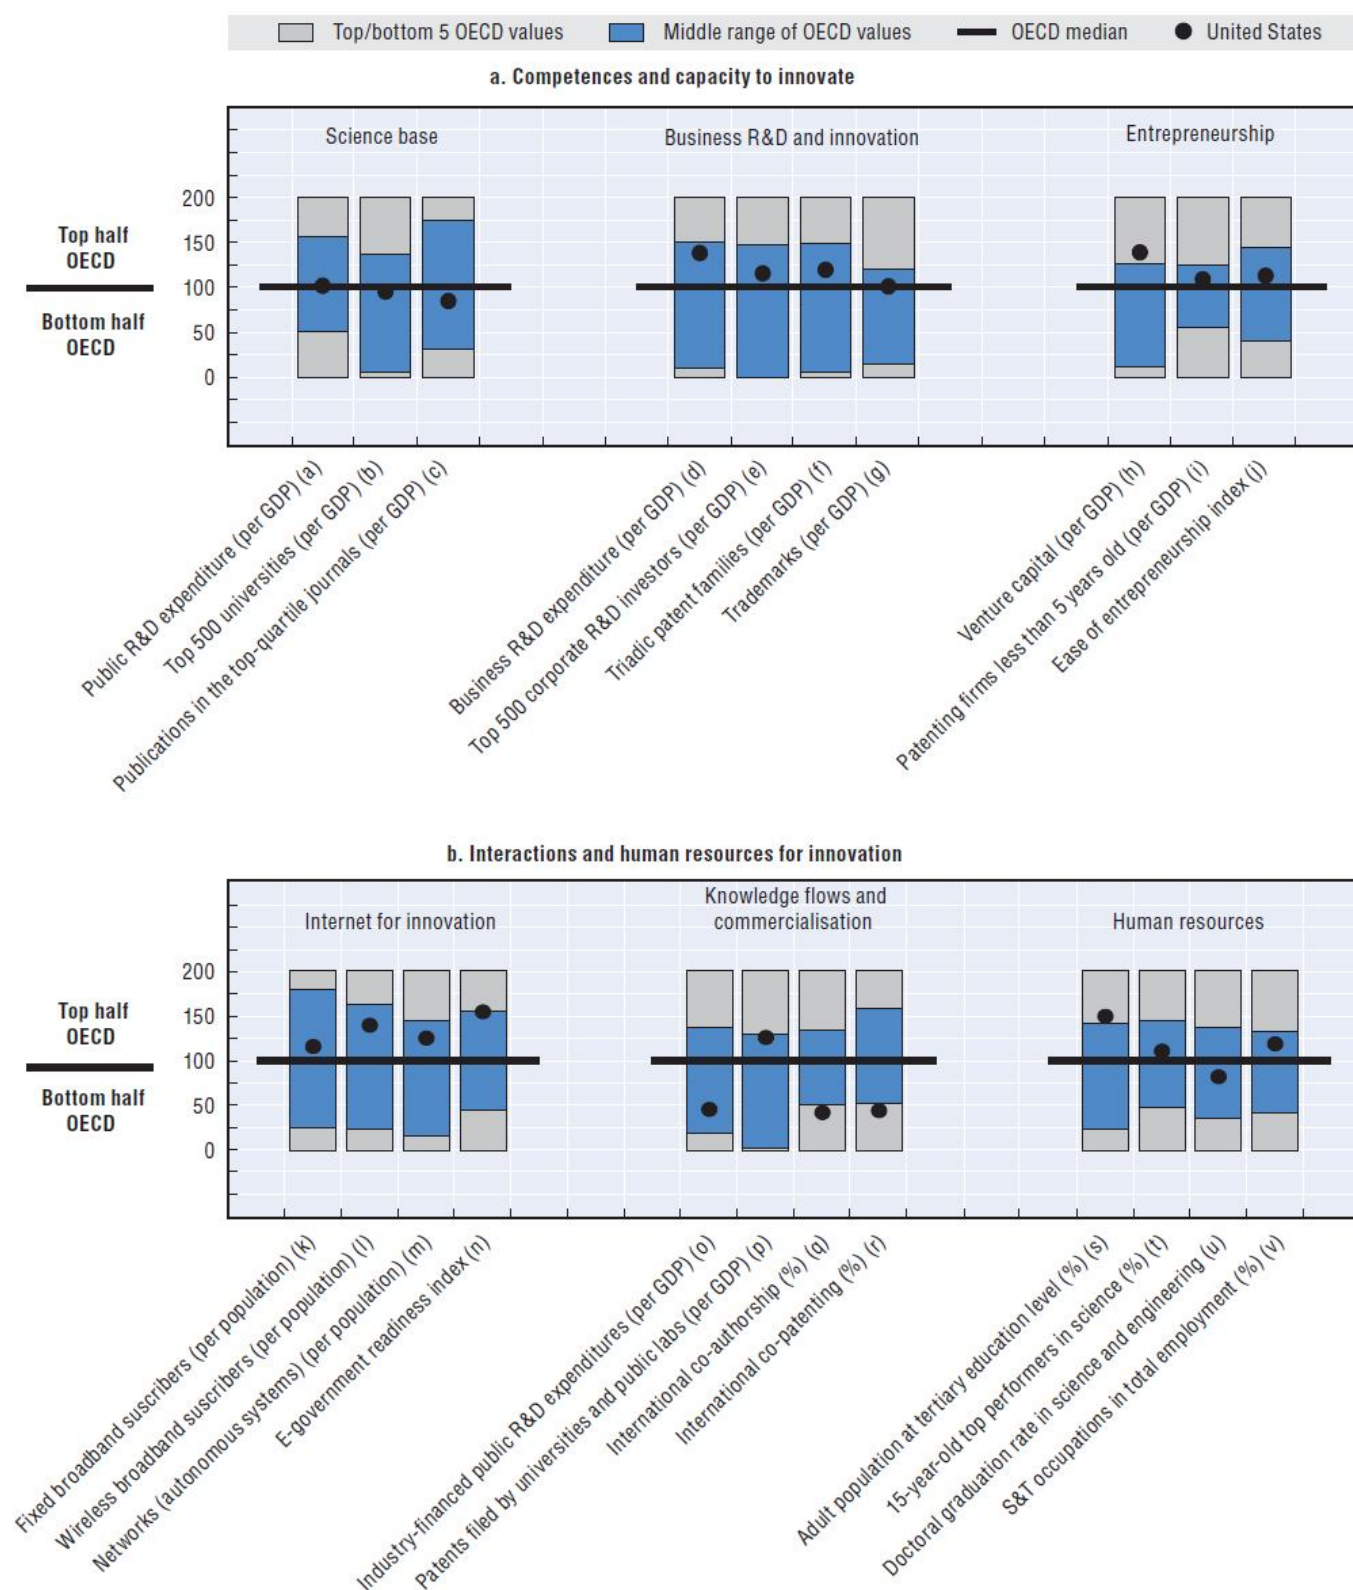 Top/bottom 5 OECD values Middle range of OECD values OECD median United States
a. Competences and capacity to innovate
Science base Business R&D and innovation Entrepreneurship
200
150
100
50
0
Top half
OECD
Bottom half
OECD
Public R&D expenditure (per GDP) (a)
Top 500 universities (per GDP) (b)
Publications in the top-quartile journals (per GDP) (c)
Business R&D expenditure (per GDP) (d)
Top 500 corporate R&D investors (per GDP) (e)
Triadic patent families (per GDP) (f)
Trademarks (per GDP) (g)
Venture capital (per GDP) (h)
Patenting firms less than 5 years old (per GDP) (i)
Ease of entrepreneurship index (j)
b. Interactions and human resources for innovation
Internet for innovation
Knowledge flows and
commercialisation
Human resources
200
150
100
50
0
Top half
OECD
Bottom half
OECD
Fixed broadband suscribers (per population) (k)
Wireless broadband suscribers (per population) (l)
Networks (autonomous systems) (per population) (m)
E-government readiness index (n)
Industry-financed public R&D expenditures (per GDP) (o)
Patents filed by universities and public labs (per GDP) (p)
International co-authorship (%) (q)
International co-patenting (%) (r)
Adult population at tertiary education level (%) (s)
15-year-old top performers in science (%) (t)
Doctoral graduation rate in science and engineering (u)
S&T occupations in total employment (%) (v)